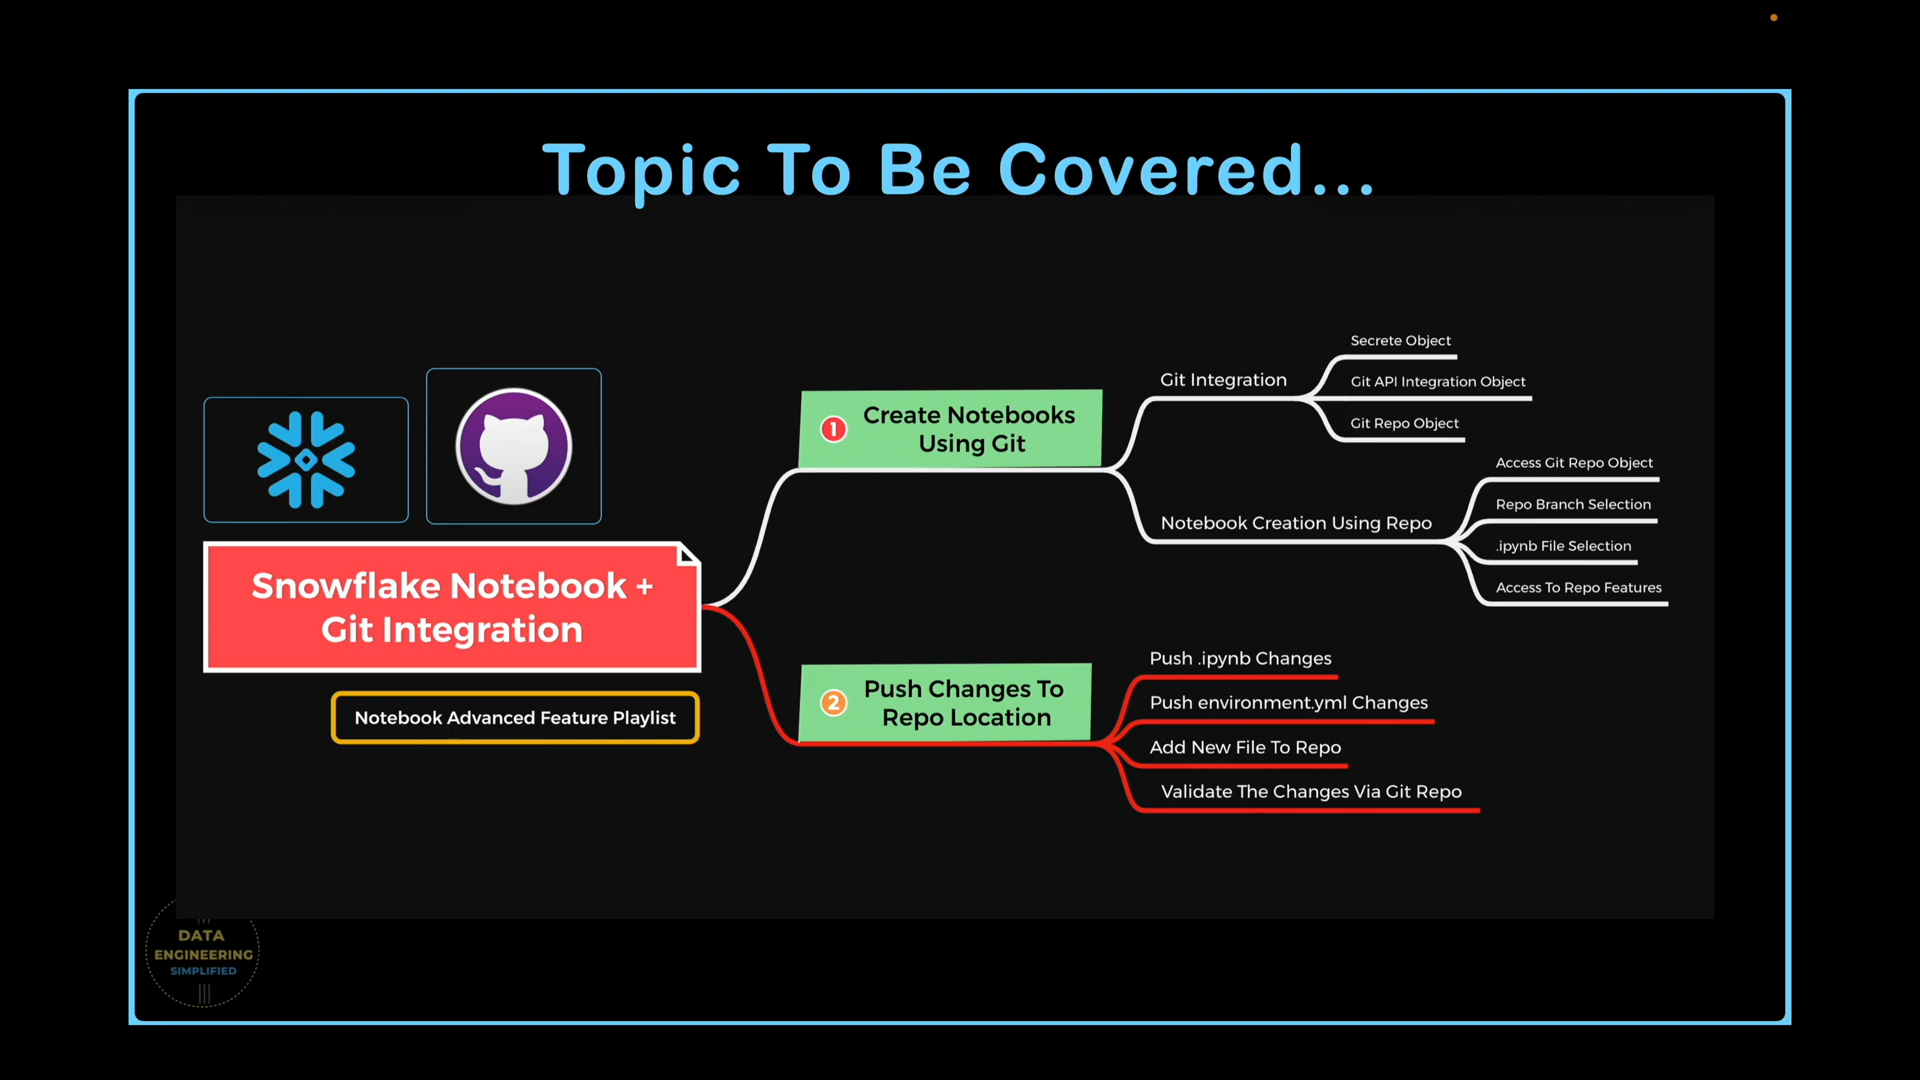 Topic To Be Covered...
Snowflake Notebook +
Git Integration
Notebook Advanced Feature Playlist
1
Create Notebooks
Using Git
Git Integration
Secrete Object
Git API Integration Object
Git Repo Object
Notebook Creation Using Repo
Access Git Repo Object
Repo Branch Selection
.ipynb File Selection
Access To Repo Features
2
Push Changes To
Repo Location
Push .ipynb Changes
Push environment.yml Changes
Add New File To Repo
Validate The Changes Via Git Repo
DATA
ENGINEERING
SIMPLIFIED